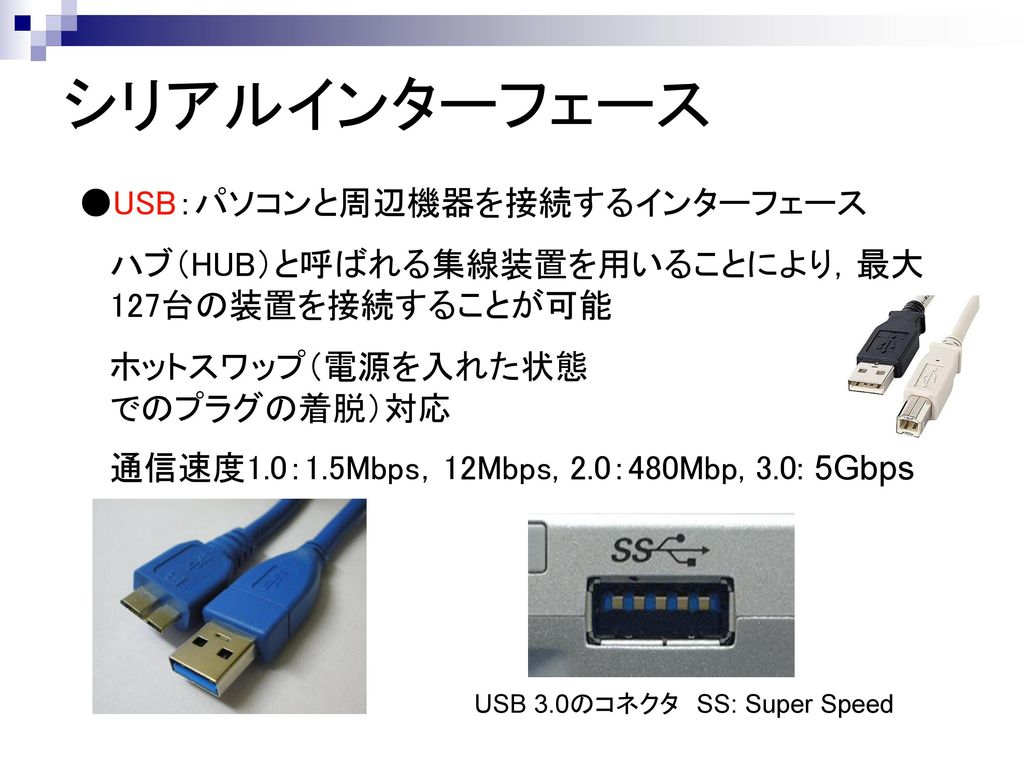 シリアルインターフェース
●USB：パソコンと周辺機器を接続するインターフェース
ハブ（HUB）と呼ばれる集線装置を用いることにより，最大
127台の装置を接続することが可能
ホットスワップ（電源を入れた状態
でのプラグの着脱）対応
通信速度1.0：1.5Mbps，12Mbps, 2.0：480Mbp, 3.0: 5Gbps
SS
USB 3.0のコネクタ　SS: Super Speed